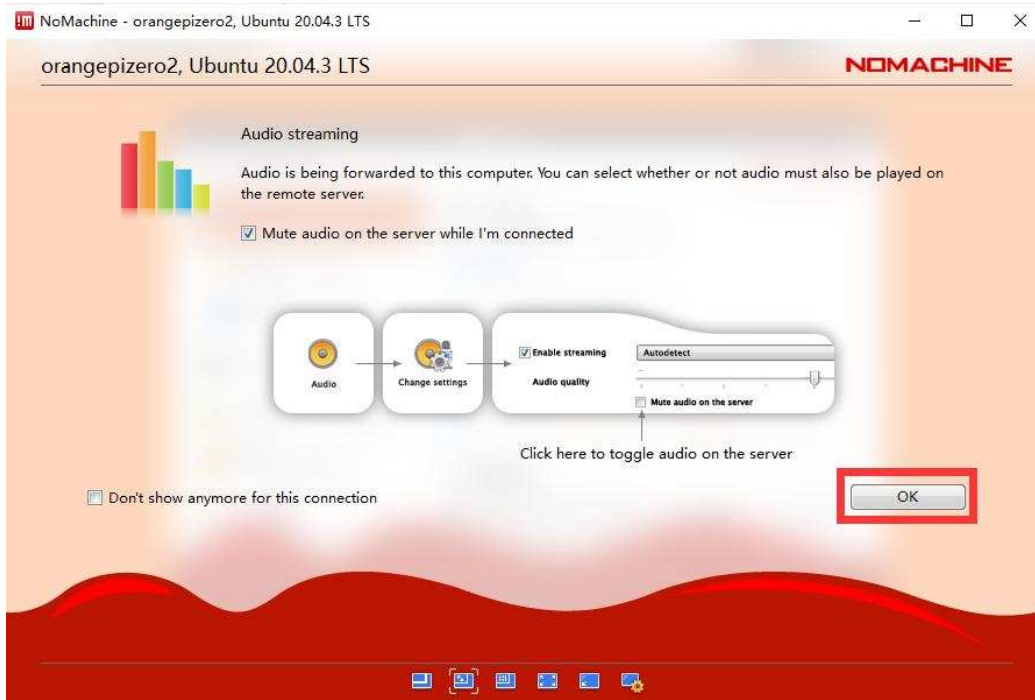 NoMachine - orangepizero2, Ubuntu 20.04.3 LTS
orangepizero2, Ubuntu 20.04.3 LTS
NOMACHINE
Audio streaming
Audio is being forwarded to this computer. You can select whether or not audio must also be played on
the remote server.
Mute audio on the server while I'm connected
Audio
Change settings
Enable streaming
Autodetect
Audio quality
Mute audio on the server
Click here to toggle audio on the server
Don't show anymore for this connection
OK